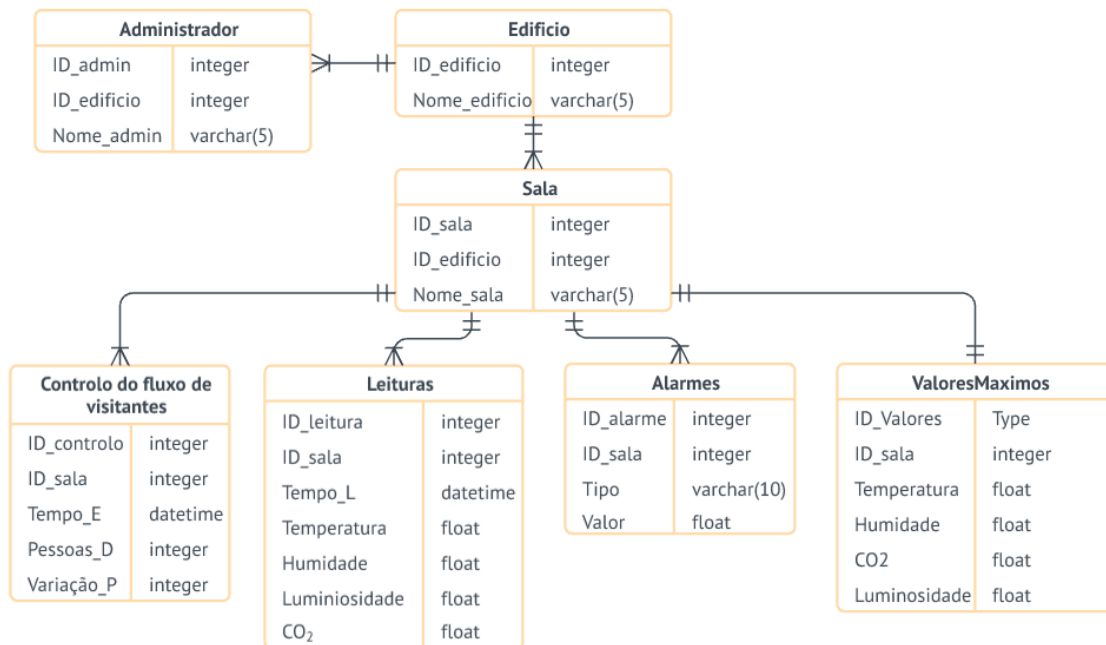 Administrador
ID_admin integer
ID_edificio integer
Nome_admin varchar(5)
Edificio
ID_edificio integer
Nome_edificio varchar(5)
Sala
ID_sala integer
ID_edificio integer
Nome_sala varchar(5)
Controlo do fluxo de
visitantes
ID_controlo integer
ID_sala integer
Tempo_E datetime
Pessoas_D integer
Variação_P integer
Leituras
ID_leitura integer
ID_sala integer
Tempo_L datetime
Temperatura float
Humidade float
Luminiosidade float
CO₂ float
Alarmes
ID_alarme integer
ID_sala integer
Tipo varchar(10)
Valor float
ValoresMaximos
ID_Valores Type
ID_sala integer
Temperatura float
Humidade float
CO2 float
Luminosidade float